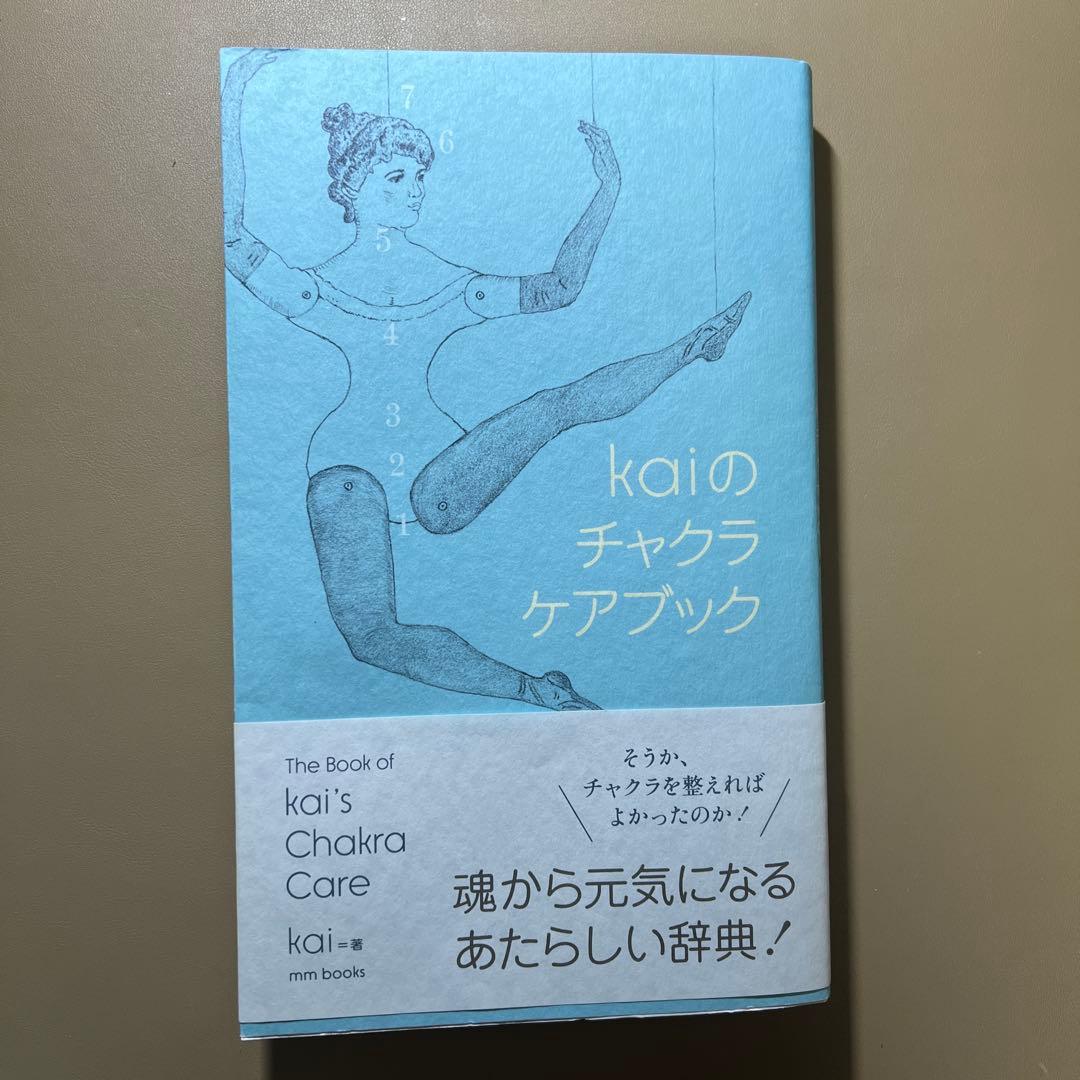 7
6
5
4
3
2
1
kaiの
チャクラ
ケアブック
The Book of
kai's
Chakra
Care
kai=著
mm books
そうか、
チャクラを整えれば
よかったのか!
魂から元気になる
あたらしい辞典!